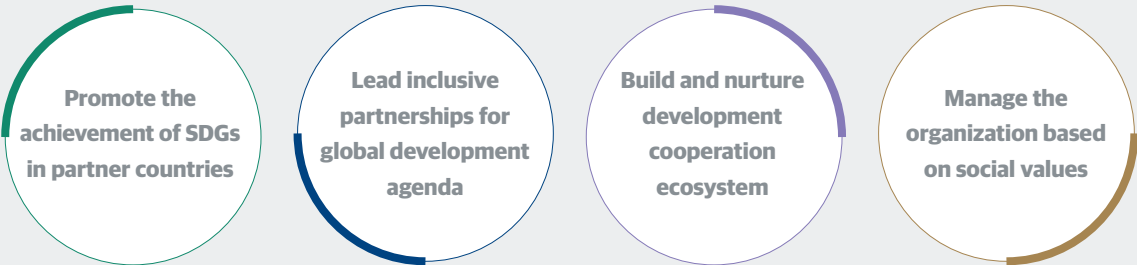 Promote the
achievement of SDGs
in partner countries
Lead inclusive
partnerships for
global development
agenda
Build and nurture
development
cooperation
ecosystem
Manage the
organization based
on social values